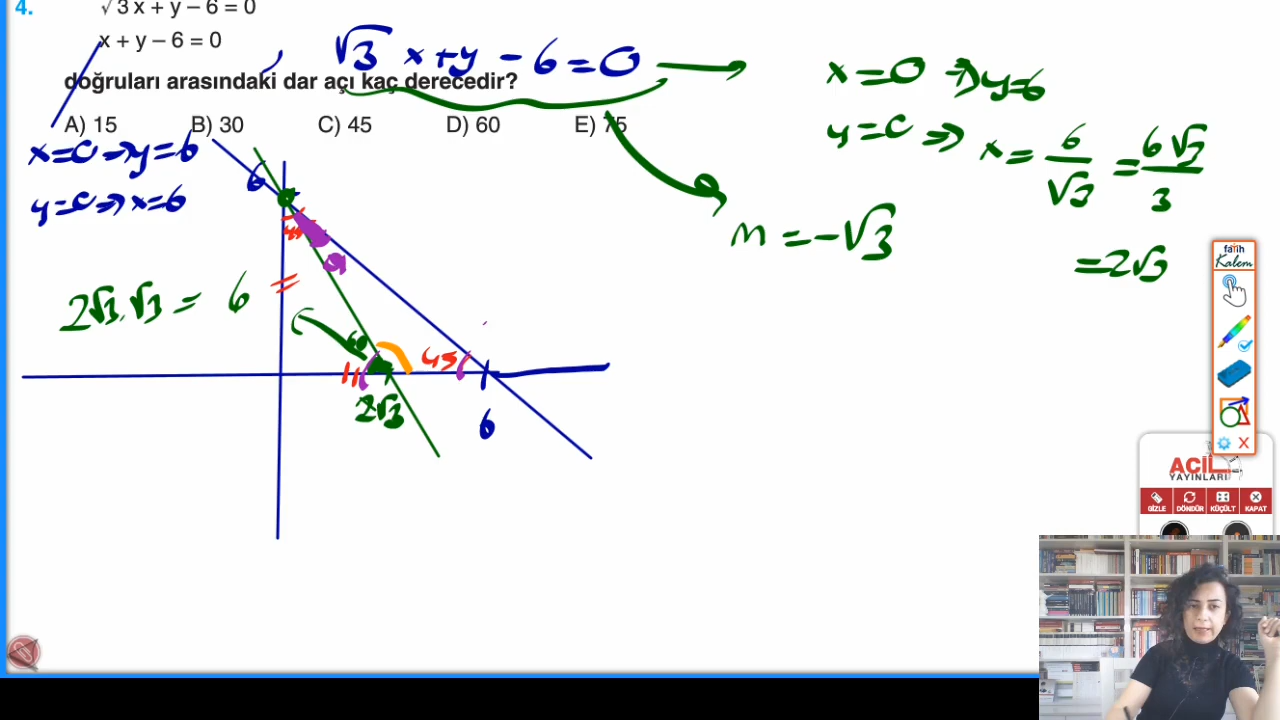 4.
√3x + y – 6 = 0
x + y – 6 = 0
√3 x + y – 6 = 0
doğruları arasındaki dar açı kaç derecedir?
A) 15 B) 30 C) 45 D) 60 E) 75
x=0 ⇒ y=6
y=0 ⇒ x=6
x=0 ⇒ y=6
y=0 ⇒ x = 6/√3 = 6√3/3
= 2√3
m = –√3
6
2√3.√3 = 6
60
45
2√3
6
fatih
Kalem
ACİL
YAYINLARI
GİZLE DÖNDÜR KÜÇÜLT KAPAT